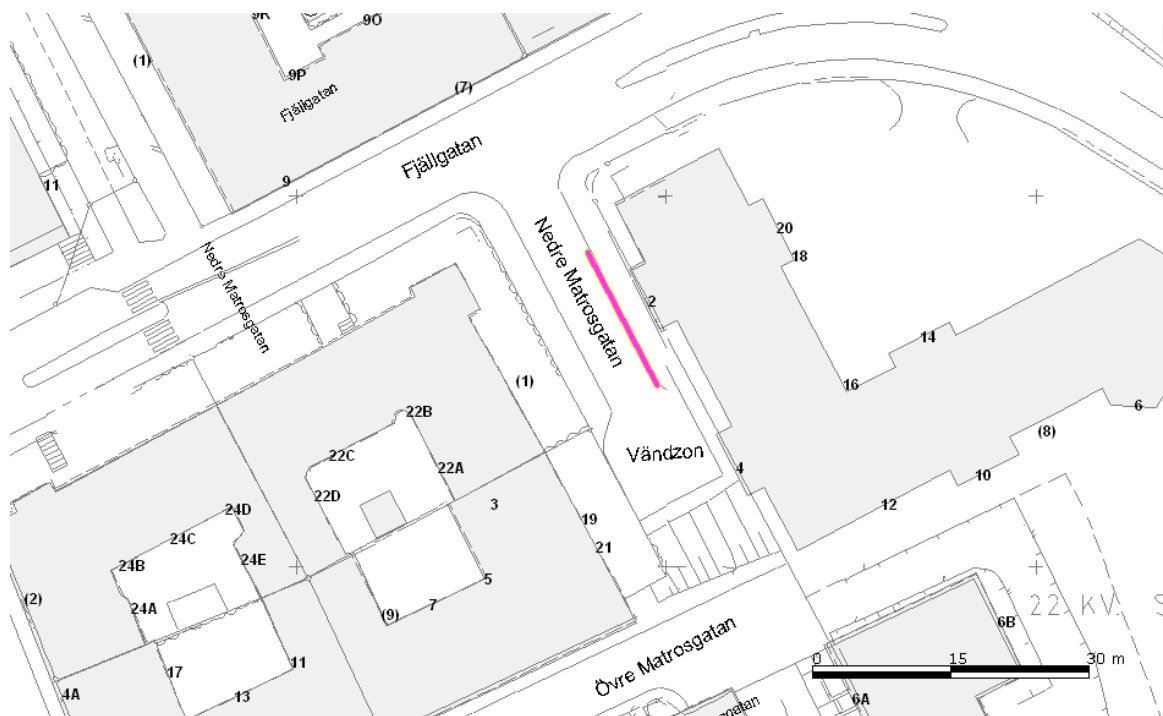 9R
9O
(1)
9P
(7)
Fjällgatan
Fjällgatan
11
9
20
18
Nedre Matrosgatan
Nedre Matrosgatan
2
14
16
(1)
22B
6
22C
(8)
22A
Vändzon
4
10
22D
3
12
24D
19
24C
21
24B
24E
5
(2)
24A
7
(9)
22 KV. S
6B
Övre Matrosgatan
11
17
0 15 30 m
4A
13
6A